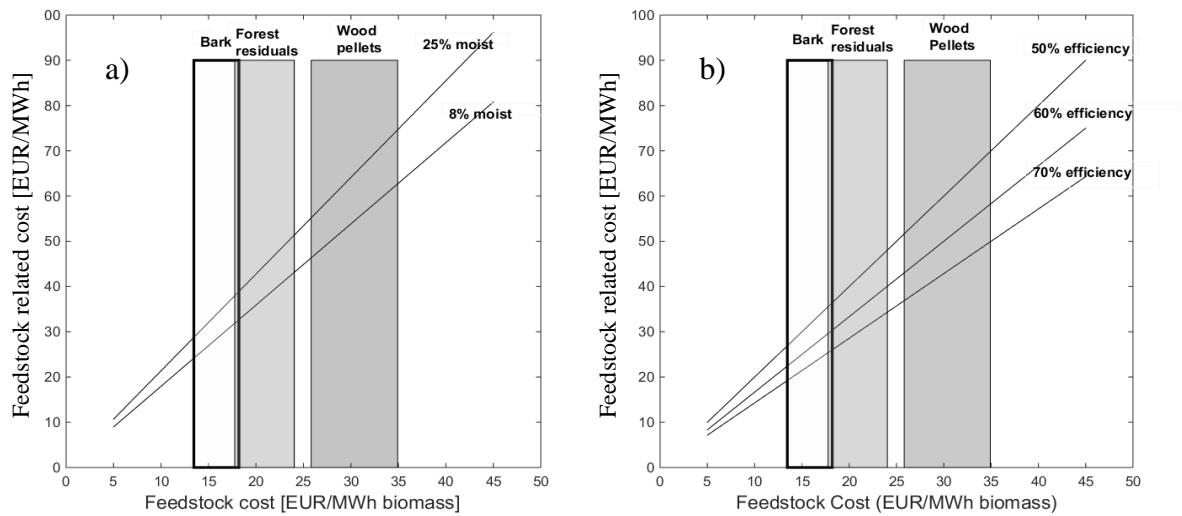 a)
Bark
Forest
residuals
Wood
pellets
25% moist
8% moist
Feedstock related cost [EUR/MWh]
00
90
80
70
60
50
40
30
20
10
0
0 5 10 15 20 25 30 35 40 45 50
Feedstock cost [EUR/MWh biomass]
b)
Bark
Forest
residuals
Wood
Pellets
50% efficiency
60% efficiency
70% efficiency
Feedstock related cost [EUR/MWh]
100
90
80
70
60
50
40
30
20
10
0
0 5 10 15 20 25 30 35 40 45 50
Feedstock Cost (EUR/MWh biomass)